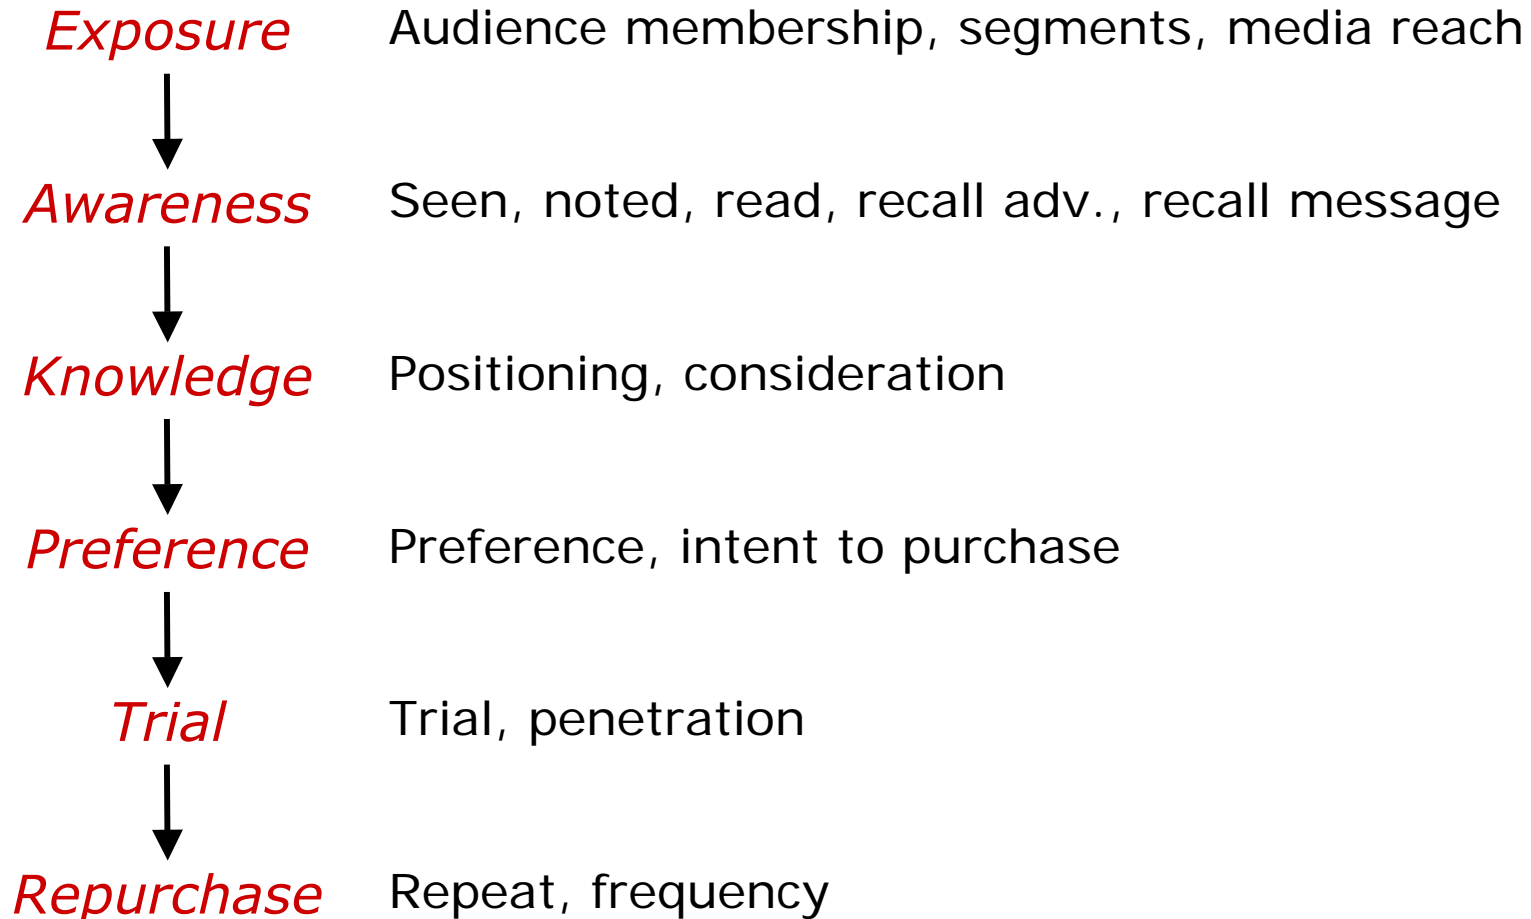 Exposure Audience membership, segments, media reach
Awareness Seen, noted, read, recall adv., recall message
Knowledge Positioning, consideration
Preference Preference, intent to purchase
Trial Trial, penetration
Repurchase Repeat, frequency